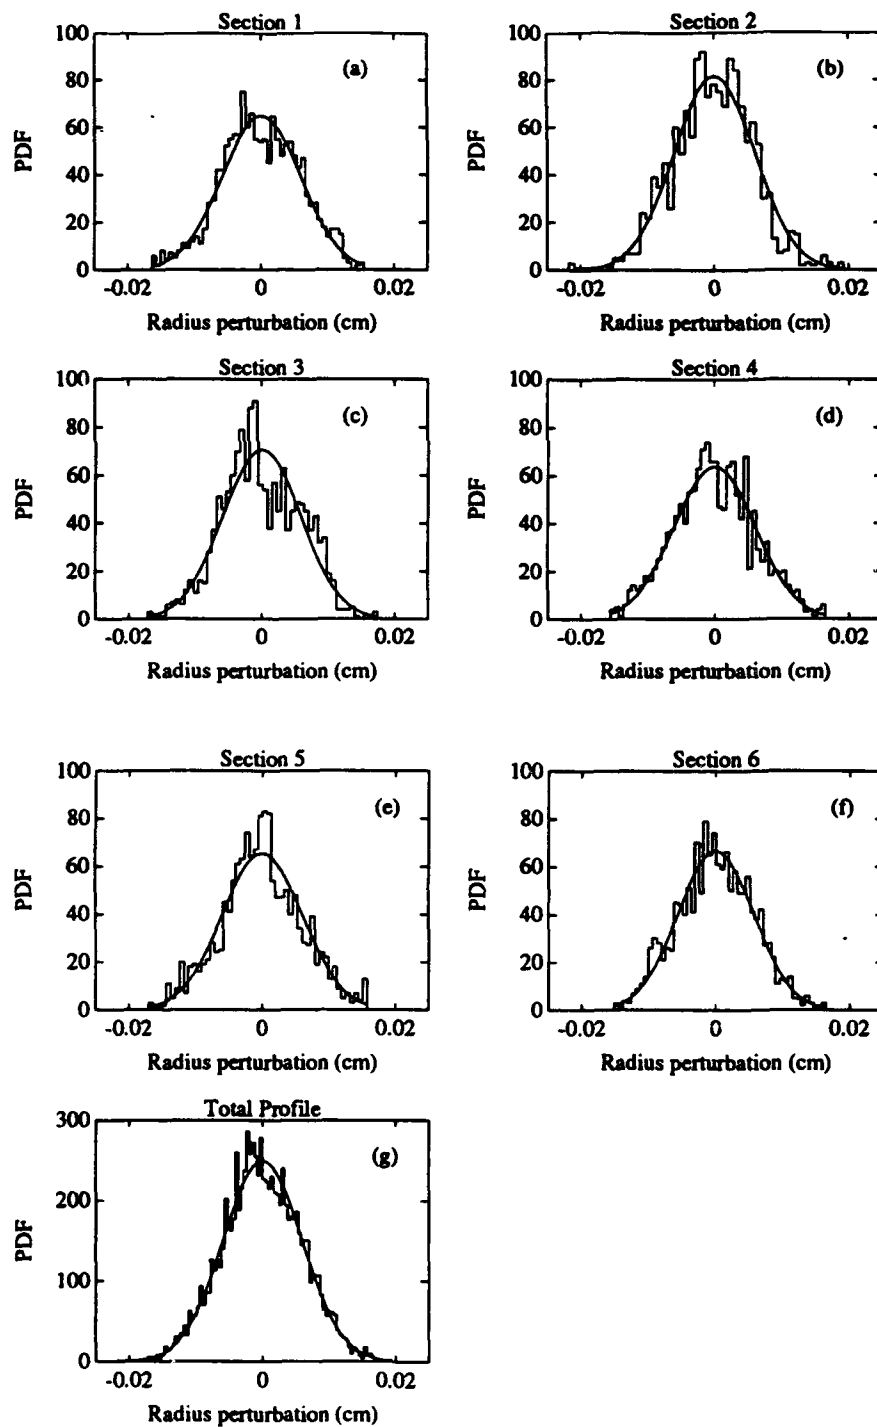 Section 1
(a)
100
80
60
40
20
0
PDF
-0.02 0 0.02
Radius perturbation (cm)
Section 2
(b)
100
80
60
40
20
0
PDF
-0.02 0 0.02
Radius perturbation (cm)
Section 3
(c)
100
80
60
40
20
0
PDF
-0.02 0 0.02
Radius perturbation (cm)
Section 4
(d)
100
80
60
40
20
0
PDF
-0.02 0 0.02
Radius perturbation (cm)
Section 5
(e)
100
80
60
40
20
0
PDF
-0.02 0 0.02
Radius perturbation (cm)
Section 6
(f)
100
80
60
40
20
0
PDF
-0.02 0 0.02
Radius perturbation (cm)
Total Profile
(g)
300
200
100
0
PDF
-0.02 0 0.02
Radius perturbation (cm)